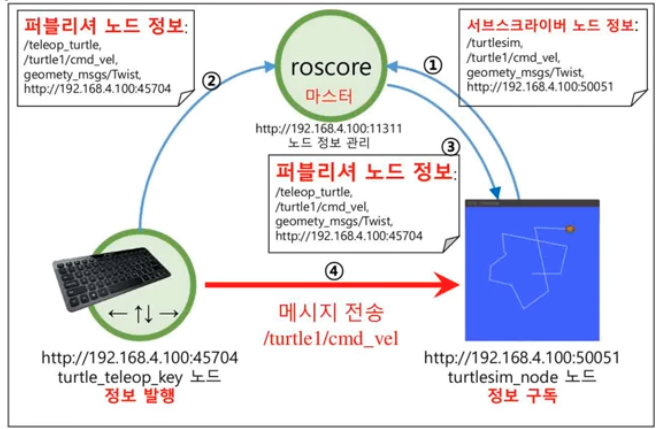 퍼블리셔 노드 정보:
/teleop_turtle,
/turtle1/cmd_vel,
geomety_msgs/Twist,
http://192.168.4.100:45704
②
roscore
마스터
http://192.168.4.100:11311
노드 정보 관리
①
서브스크라이버 노드 정보:
/turtlesim,
/turtle1/cmd_vel,
geomety_msgs/Twist,
http://192.168.4.100:50051
③
퍼블리셔 노드 정보:
/teleop_turtle,
/turtle1/cmd_vel,
geomety_msgs/Twist,
http://192.168.4.100:45704
④
메시지 전송
/turtle1/cmd_vel
← ↑↓ →
http://192.168.4.100:45704
turtle_teleop_key 노드
정보 발행
http://192.168.4.100:50051
turtlesim_node 노드
정보 구독